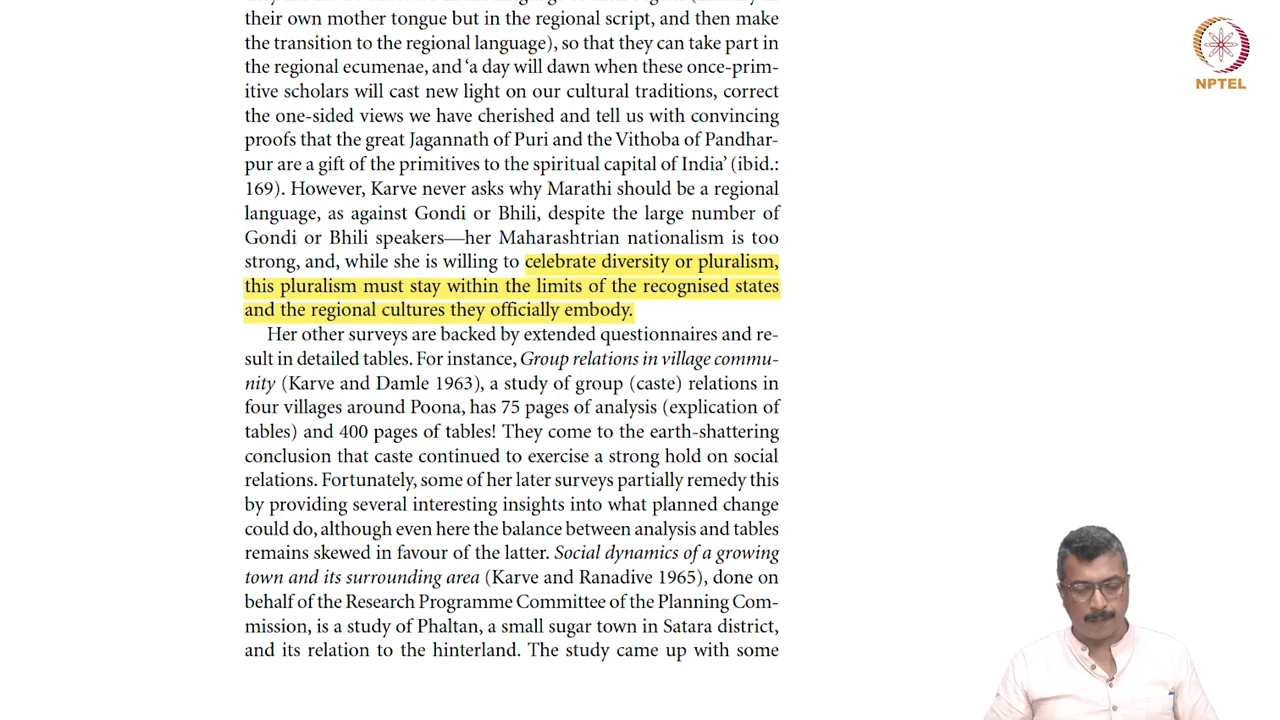 their own mother tongue but in the regional script, and then make
the transition to the regional language), so that they can take part in
the regional ecumenae, and ‘a day will dawn when these once-prim-
itive scholars will cast new light on our cultural traditions, correct
the one-sided views we have cherished and tell us with convincing
proofs that the great Jagannath of Puri and the Vithoba of Pandhar-
pur are a gift of the primitives to the spiritual capital of India’ (ibid.:
169). However, Karve never asks why Marathi should be a regional
language, as against Gondi or Bhili, despite the large number of
Gondi or Bhili speakers—her Maharashtrian nationalism is too
strong, and, while she is willing to celebrate diversity or pluralism,
this pluralism must stay within the limits of the recognised states
and the regional cultures they officially embody.
Her other surveys are backed by extended questionnaires and re-
sult in detailed tables. For instance, Group relations in village commu-
nity (Karve and Damle 1963), a study of group (caste) relations in
four villages around Poona, has 75 pages of analysis (explication of
tables) and 400 pages of tables! They come to the earth-shattering
conclusion that caste continued to exercise a strong hold on social
relations. Fortunately, some of her later surveys partially remedy this
by providing several interesting insights into what planned change
could do, although even here the balance between analysis and tables
remains skewed in favour of the latter. Social dynamics of a growing
town and its surrounding area (Karve and Ranadive 1965), done on
behalf of the Research Programme Committee of the Planning Com-
mission, is a study of Phaltan, a small sugar town in Satara district,
and its relation to the hinterland. The study came up with some
NPTEL